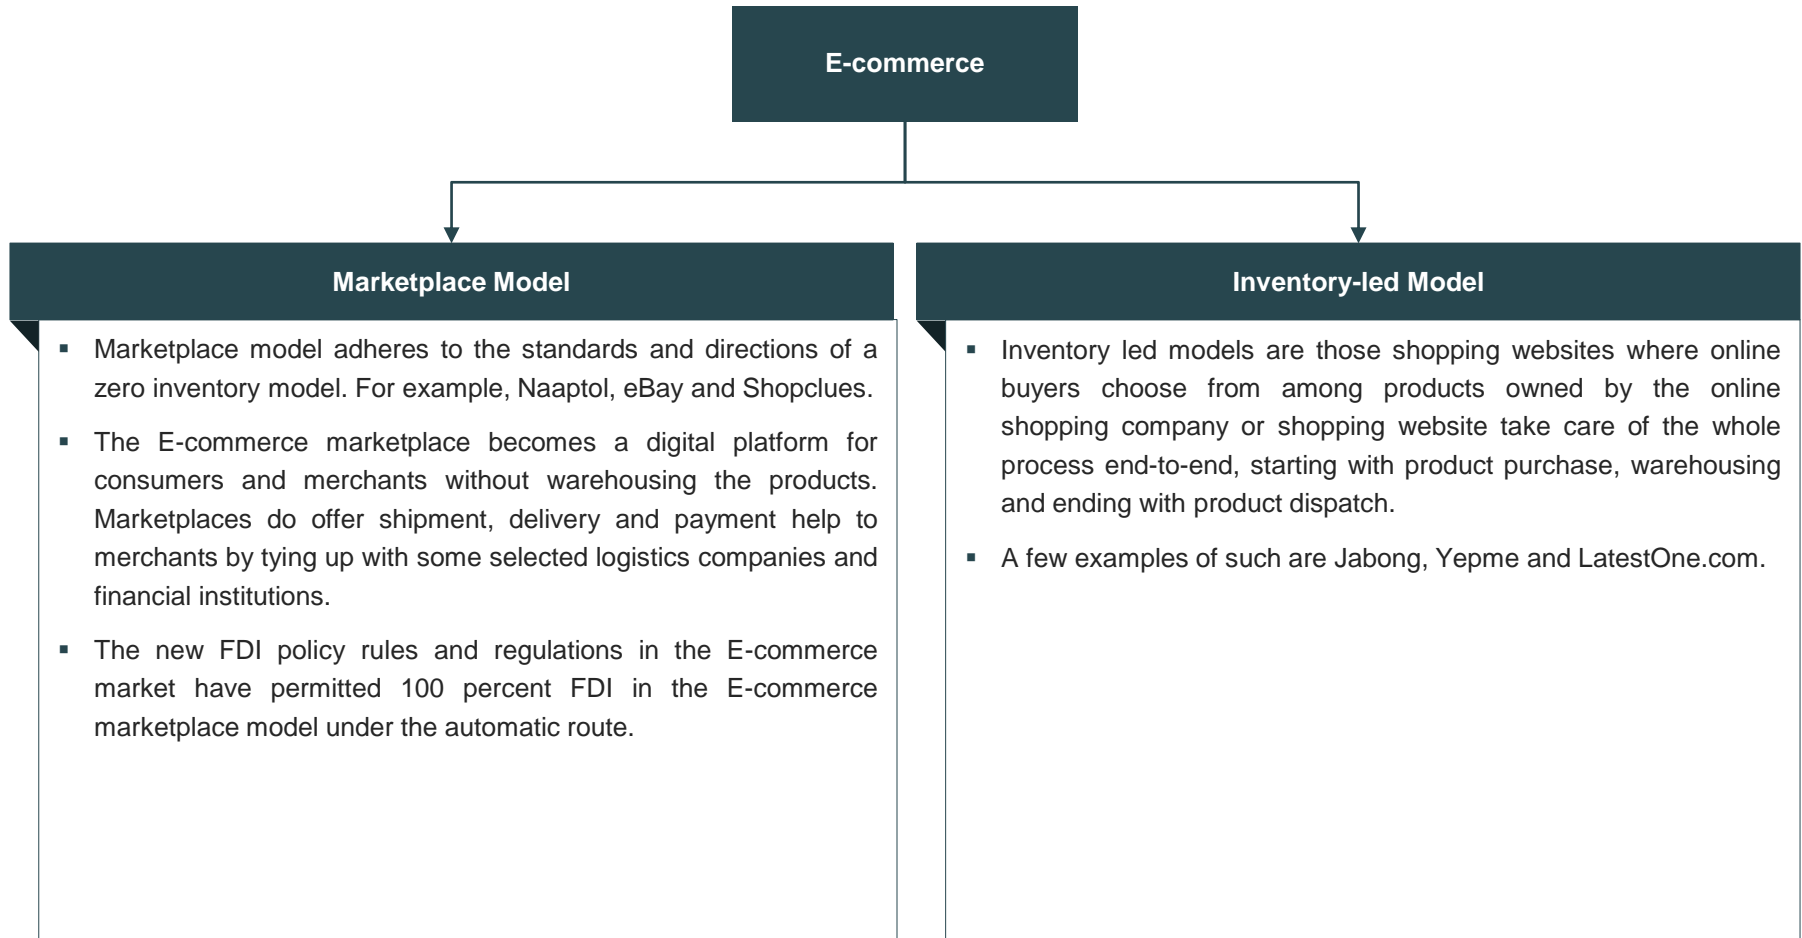 E-commerce
Marketplace Model
▪ Marketplace model adheres to the standards and directions of a
zero inventory model. For example, Naaptol, eBay and Shopclues.
▪ The E-commerce marketplace becomes a digital platform for
consumers and merchants without warehousing the products.
Marketplaces do offer shipment, delivery and payment help to
merchants by tying up with some selected logistics companies and
financial institutions.
▪ The new FDI policy rules and regulations in the E-commerce
market have permitted 100 percent FDI in the E-commerce
marketplace model under the automatic route.
Inventory-led Model
▪ Inventory led models are those shopping websites where online
buyers choose from among products owned by the online
shopping company or shopping website take care of the whole
process end-to-end, starting with product purchase, warehousing
and ending with product dispatch.
▪ A few examples of such are Jabong, Yepme and LatestOne.com.